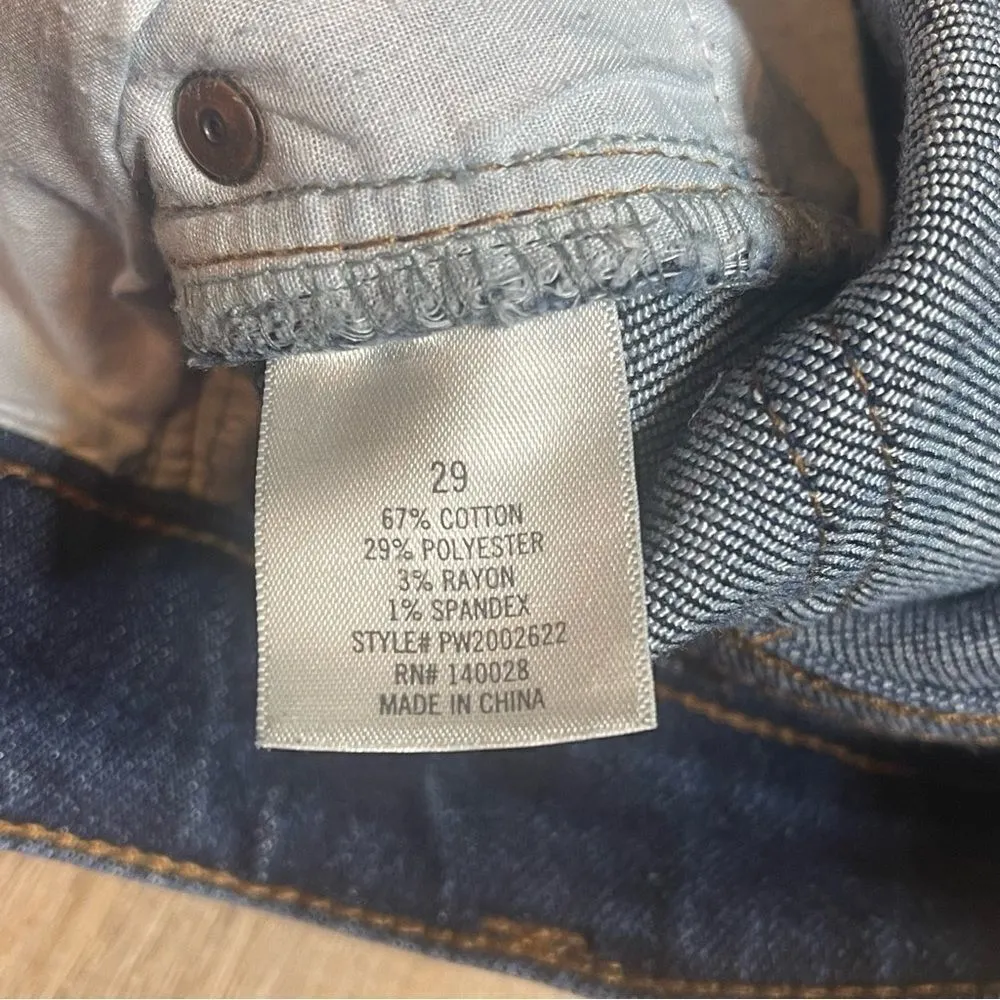 29
67% COTTON
29% POLYESTER
3% RAYON
1% SPANDEX
STYLE# PW2002622
RN# 140028
MADE IN CHINA